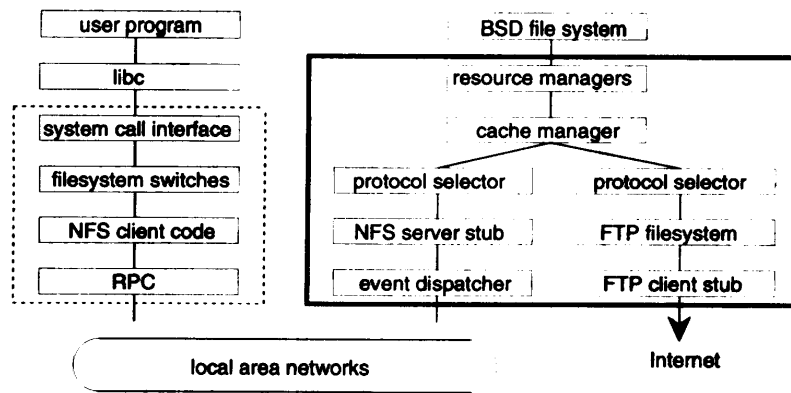 user program
libc
system call interface
filesystem switches
NFS client code
RPC
BSD file system
resource managers
cache manager
protocol selector
protocol selector
NFS server stub
FTP filesystem
event dispatcher
FTP client stub
local area networks
Internet